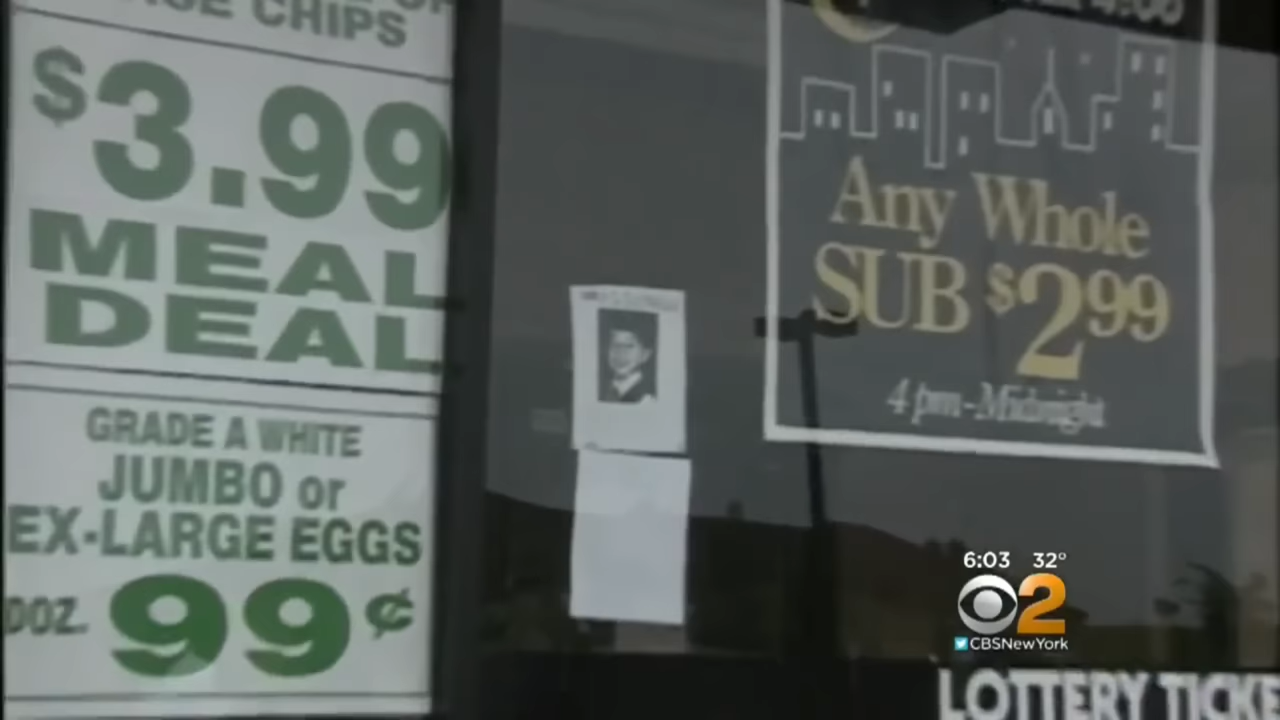 CHIPS
$3.99
MEAL
DEAL
GRADE A WHITE
JUMBO or
EX-LARGE EGGS
DOZ. 99¢
Any Whole
SUB $2.99
4 pm-Midnight
6:03 32°
2
CBSNewYork
LOTTERY TICKE